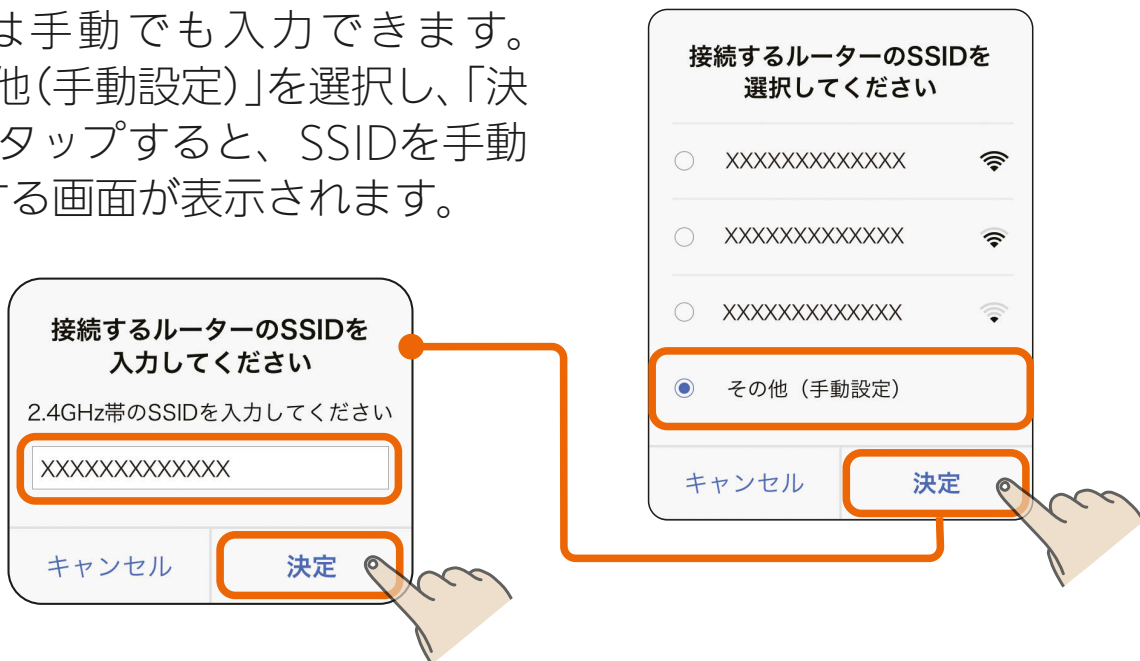 は手動でも入力できます。
他(手動設定)」を選択し、「決
タップすると、SSIDを手動
する画面が表示されます。
接続するルーターのSSIDを
入力してください
2.4GHz帯のSSIDを入力してください
XXXXXXXXXXXXX
キャンセル 決定
接続するルーターのSSIDを
選択してください
XXXXXXXXXXXXX
XXXXXXXXXXXXX
XXXXXXXXXXXXX
その他（手動設定）
キャンセル 決定